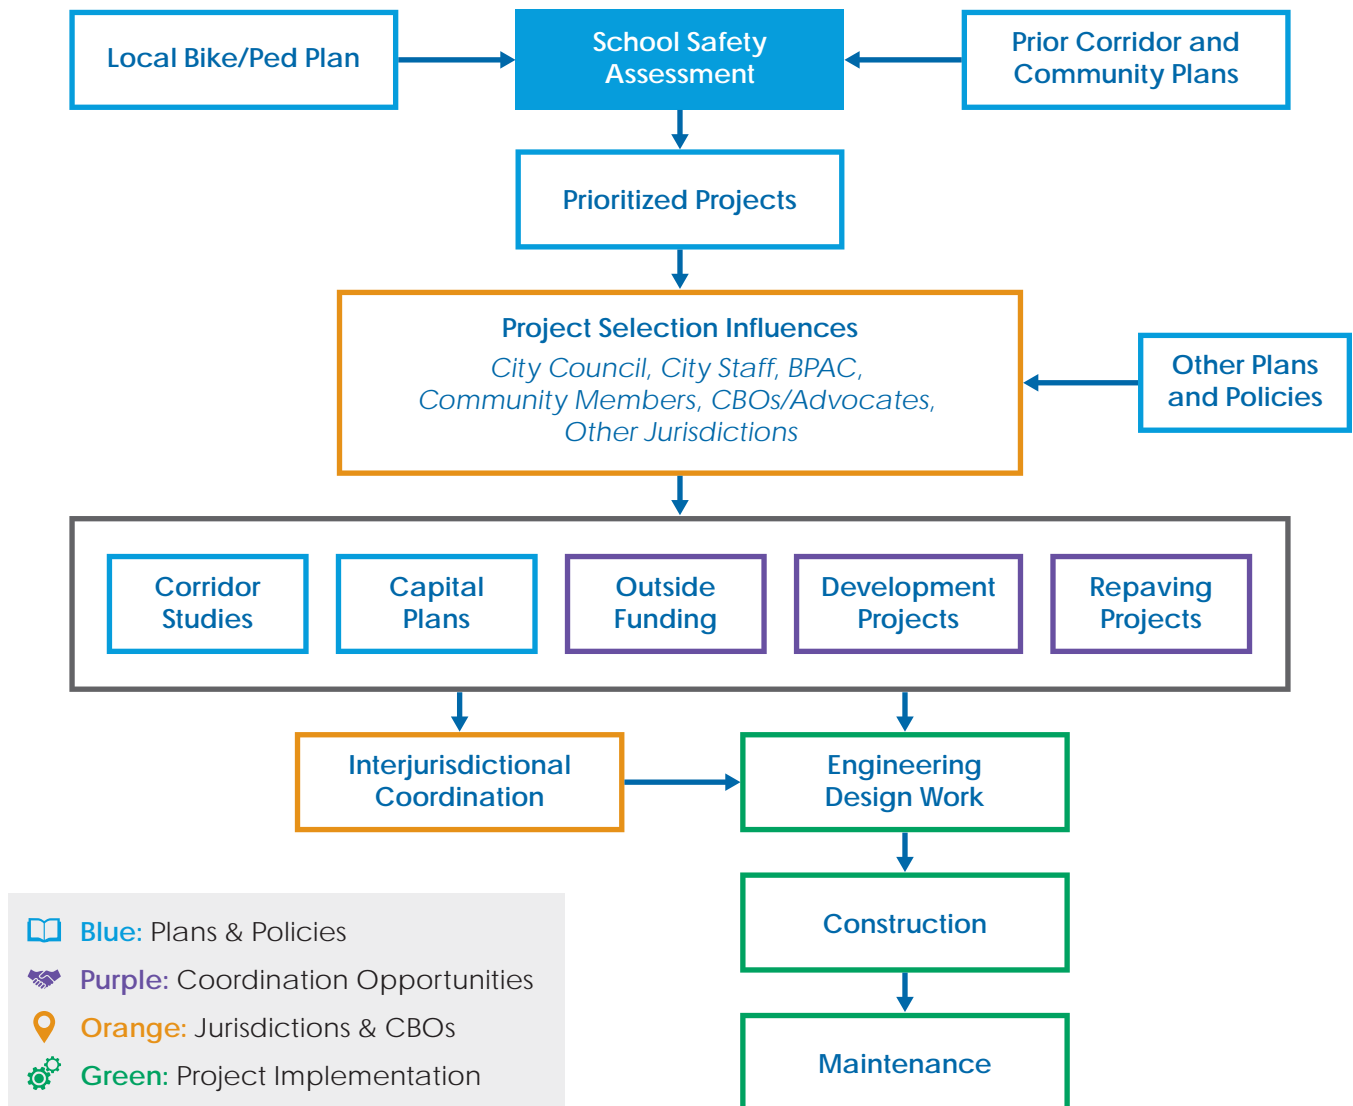 Local Bike/Ped Plan
School Safety
Assessment
Prior Corridor and
Community Plans
Prioritized Projects
Project Selection Influences
City Council, City Staff, BPAC,
Community Members, CBOs/Advocates,
Other Jurisdictions
Other Plans
and Policies
Corridor
Studies
Capital
Plans
Outside
Funding
Development
Projects
Repaving
Projects
Interjurisdictional
Coordination
Engineering
Design Work
Construction
Maintenance
Blue: Plans & Policies
Purple: Coordination Opportunities
Orange: Jurisdictions & CBOs
Green: Project Implementation